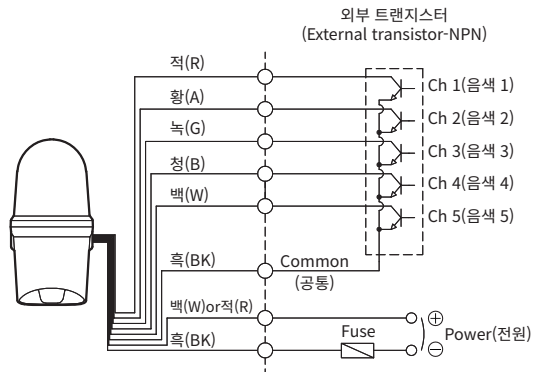 외부 트랜지스터
(External transistor-NPN)
적(R)
Ch 1(음색 1)
황(A)
Ch 2(음색 2)
녹(G)
Ch 3(음색 3)
청(B)
Ch 4(음색 4)
백(W)
Ch 5(음색 5)
흑(BK)
Common
(공통)
백(W)or적(R)
⊕
Fuse
Power(전원)
흑(BK)
⊖